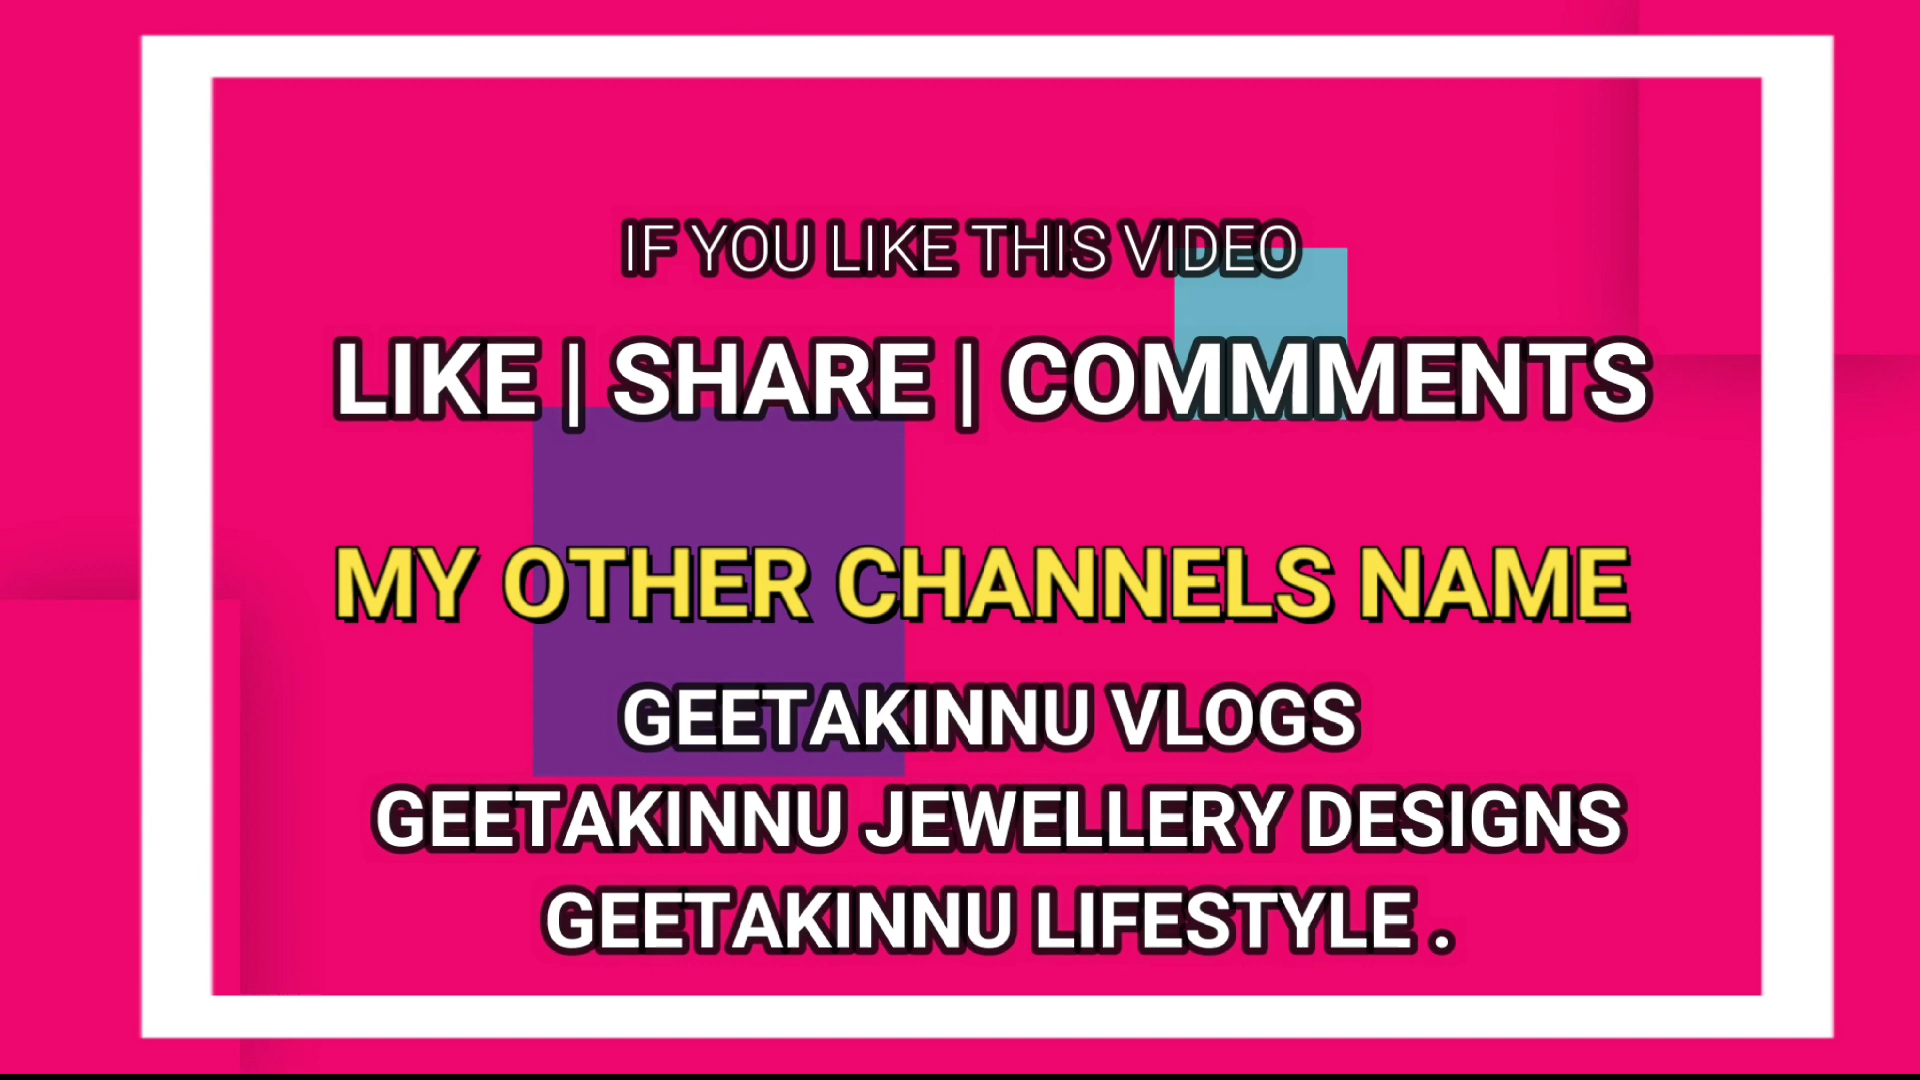 IF YOU LIKE THIS VIDEO
LIKE | SHARE | COMMMENTS
MY OTHER CHANNELS NAME
GEETAKINNU VLOGS
GEETAKINNU JEWELLERY DESIGNS
GEETAKINNU LIFESTYLE .